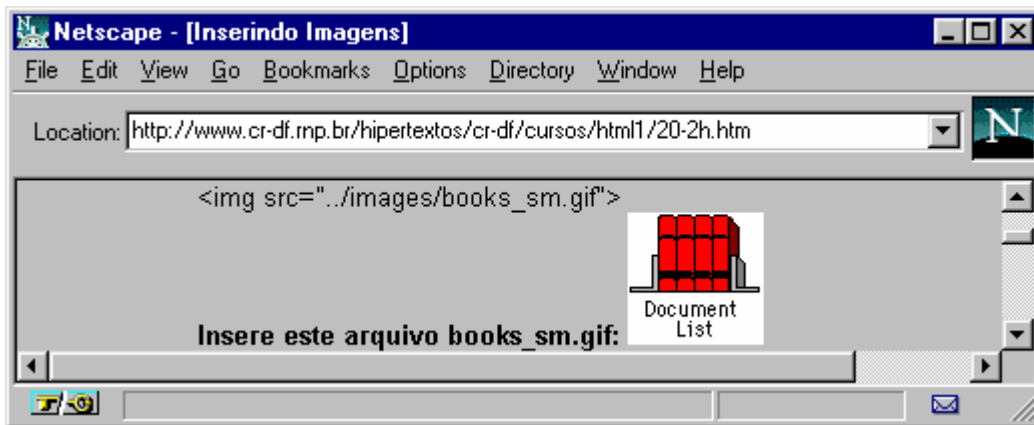 Netscape - [Inserindo Imagens]
File Edit View Go Bookmarks Options Directory Window Help
Location: http://www.cr-df.rnp.br/hipertextos/cr-df/cursos/html1/20-2h.htm
N
<img src="../images/books_sm.gif">
Insere este arquivo books_sm.gif:
Document
List